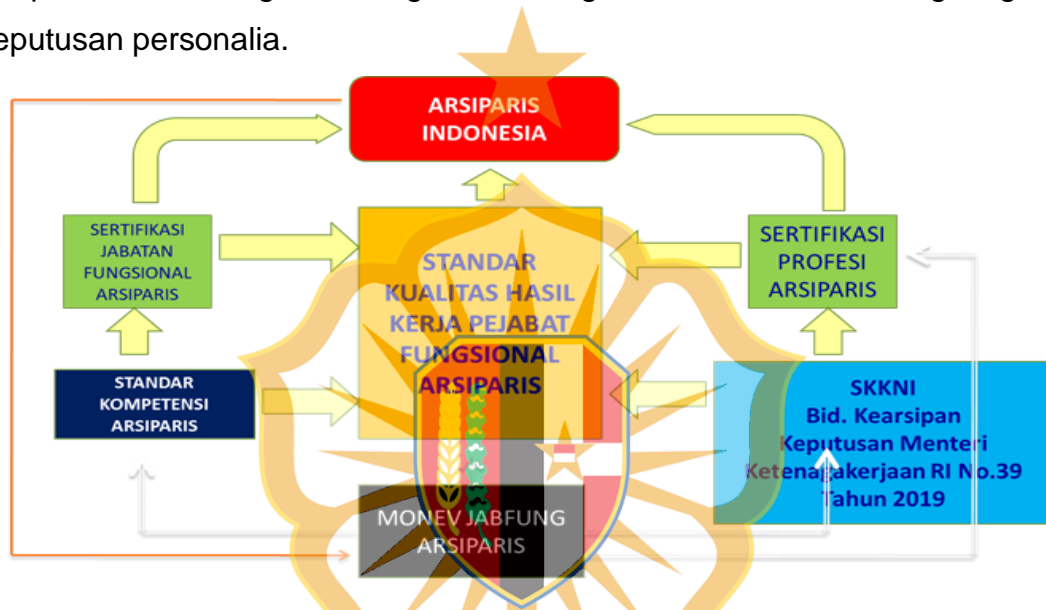 eputusan personalia.
ARSIPARIS
INDONESIA
SERTIFIKASI
JABATAN
FUNGSIONAL
ARSIPARIS
STANDAR
KUALITAS HASIL
KERJA PEJABAT
FUNGSIONAL
ARSIPARIS
SERTIFIKASI
PROFESI
ARSIPARIS
STANDAR
KOMPETENSI
ARSIPARIS
SKKNI
Bid. Kearsipan
Keputusan Menteri
Ketenagakerjaan RI No.39
Tahun 2019
MONEV JABFUNG
ARSIPARIS